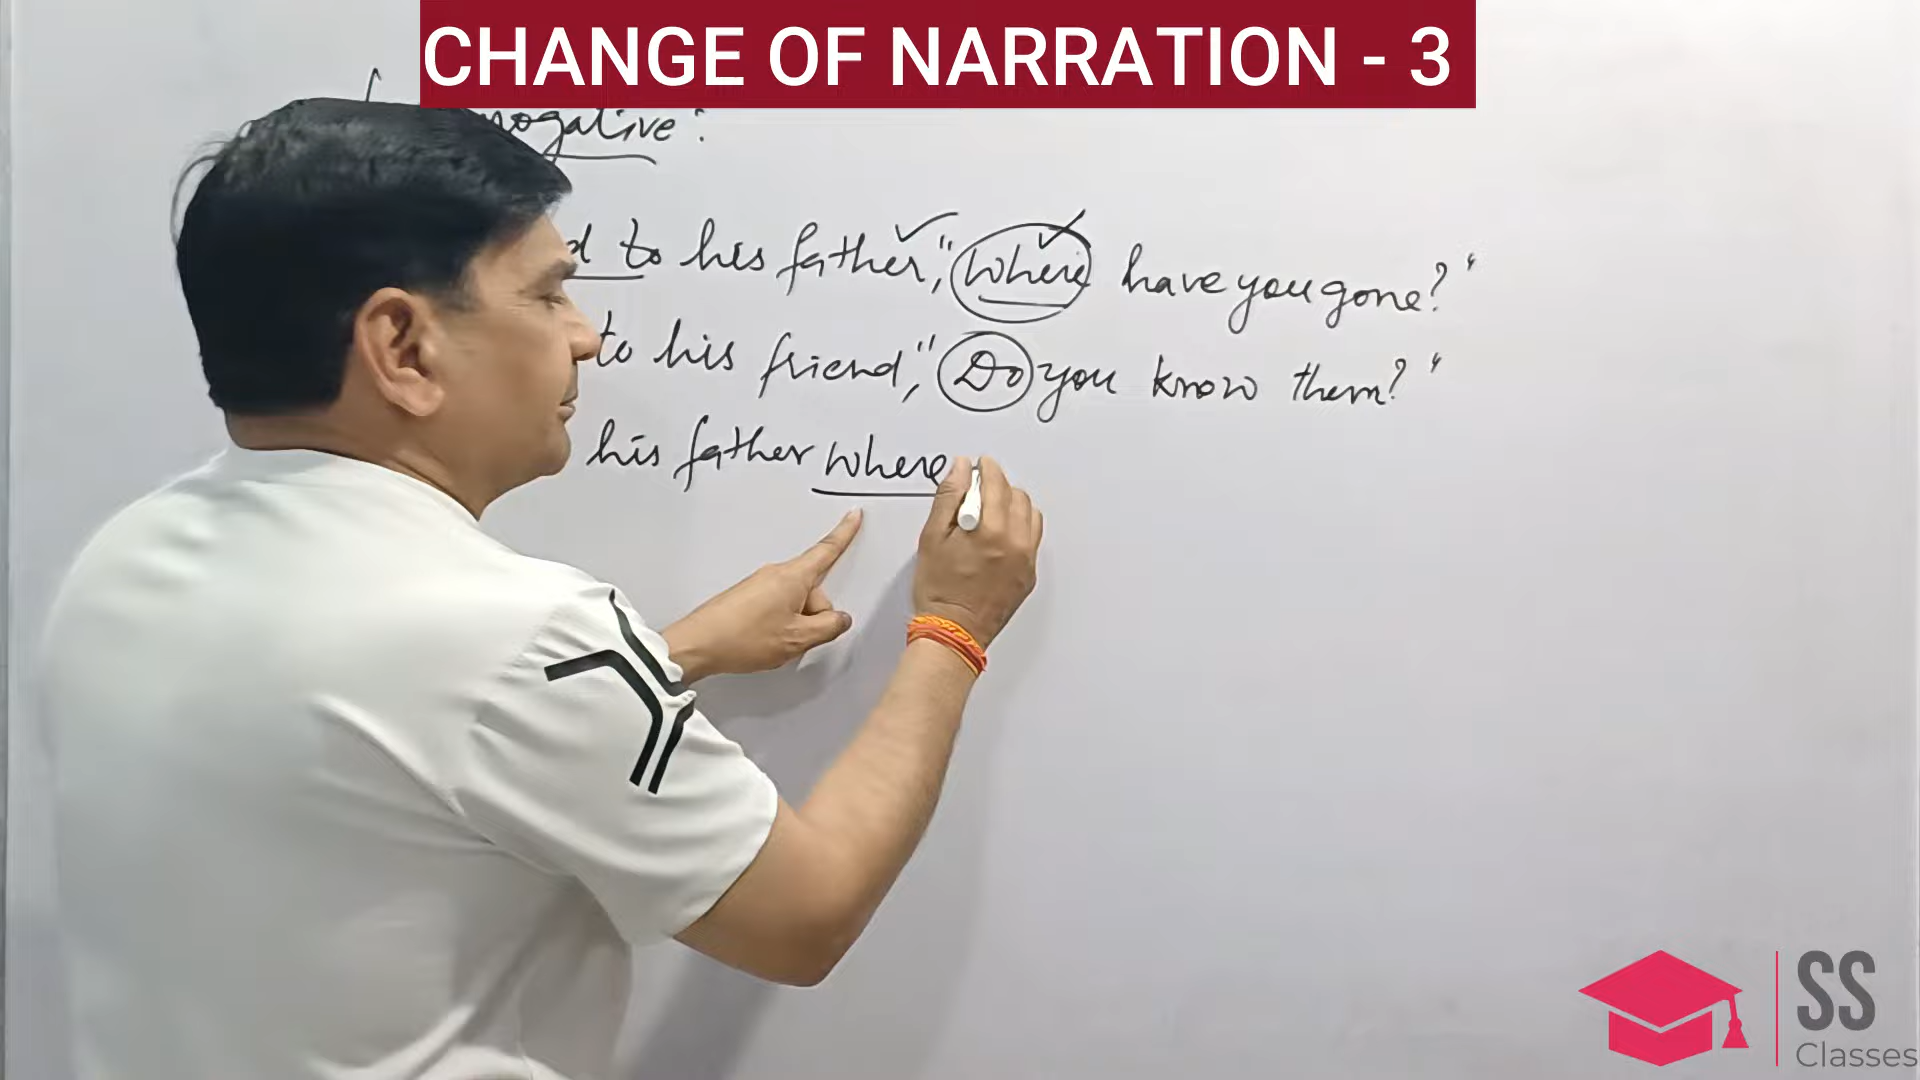 CHANGE OF NARRATION - 3
rogative :
d to his father, " Where have you gone? "
to his friend, " Do you know them? "
his father where
SS
Classes